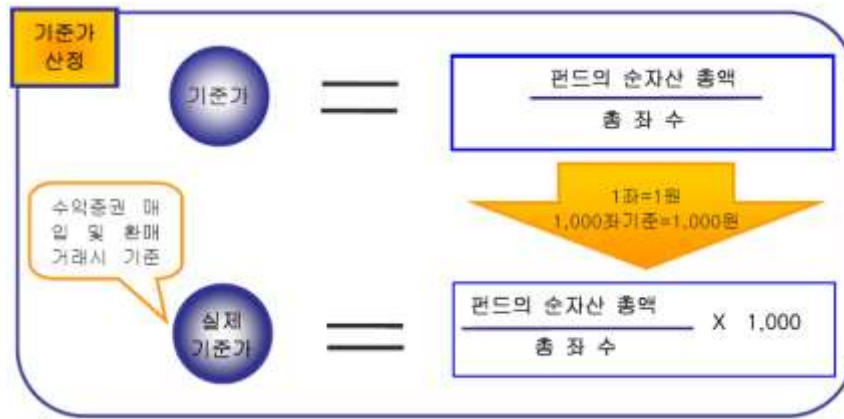 기준가
산정
기준가
펀드의 순자산 총액
총 좌 수
1좌=1원
1,000좌기준=1,000원
수익증권 매
입 및 환매
거래시 기준
실제
기준가
펀드의 순자산 총액
총 좌 수
X 1,000